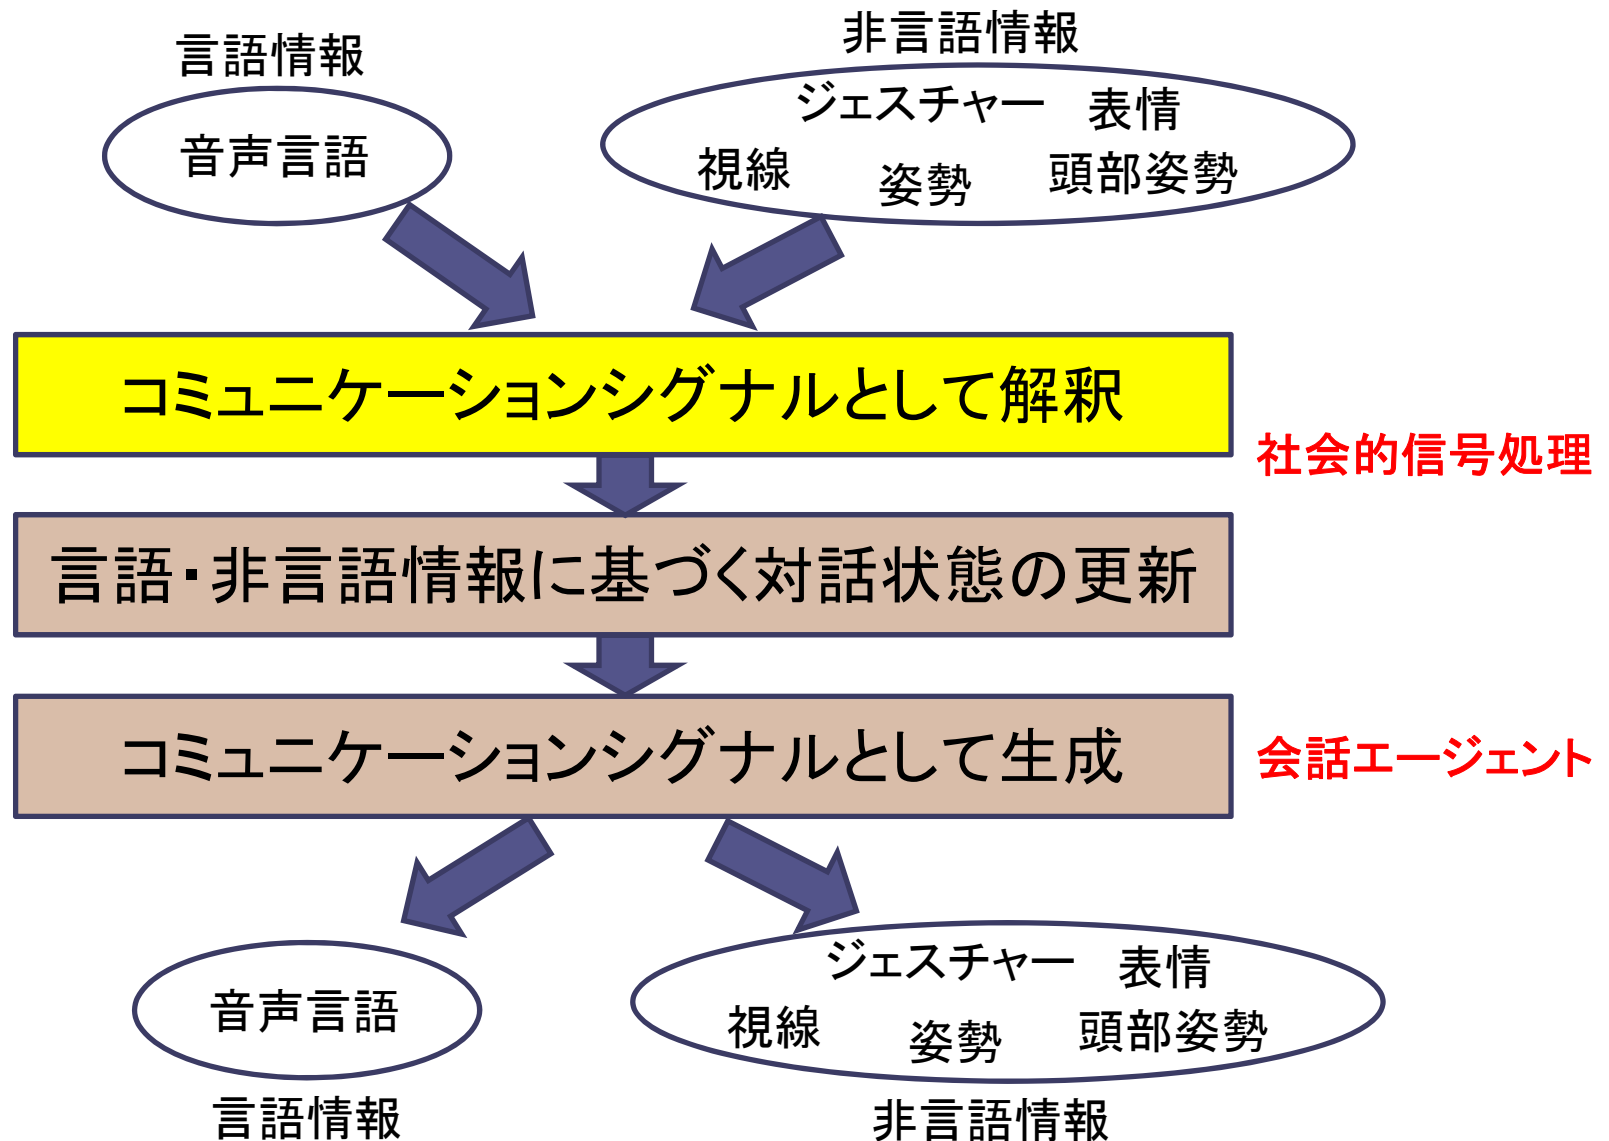 言語情報
非言語情報
音声言語
ジェスチャー
表情
視線
姿勢
頭部姿勢
コミュニケーションシグナルとして解釈
社会的信号処理
言語・非言語情報に基づく対話状態の更新
コミュニケーションシグナルとして生成
会話エージェント
音声言語
ジェスチャー
表情
視線
姿勢
頭部姿勢
言語情報
非言語情報